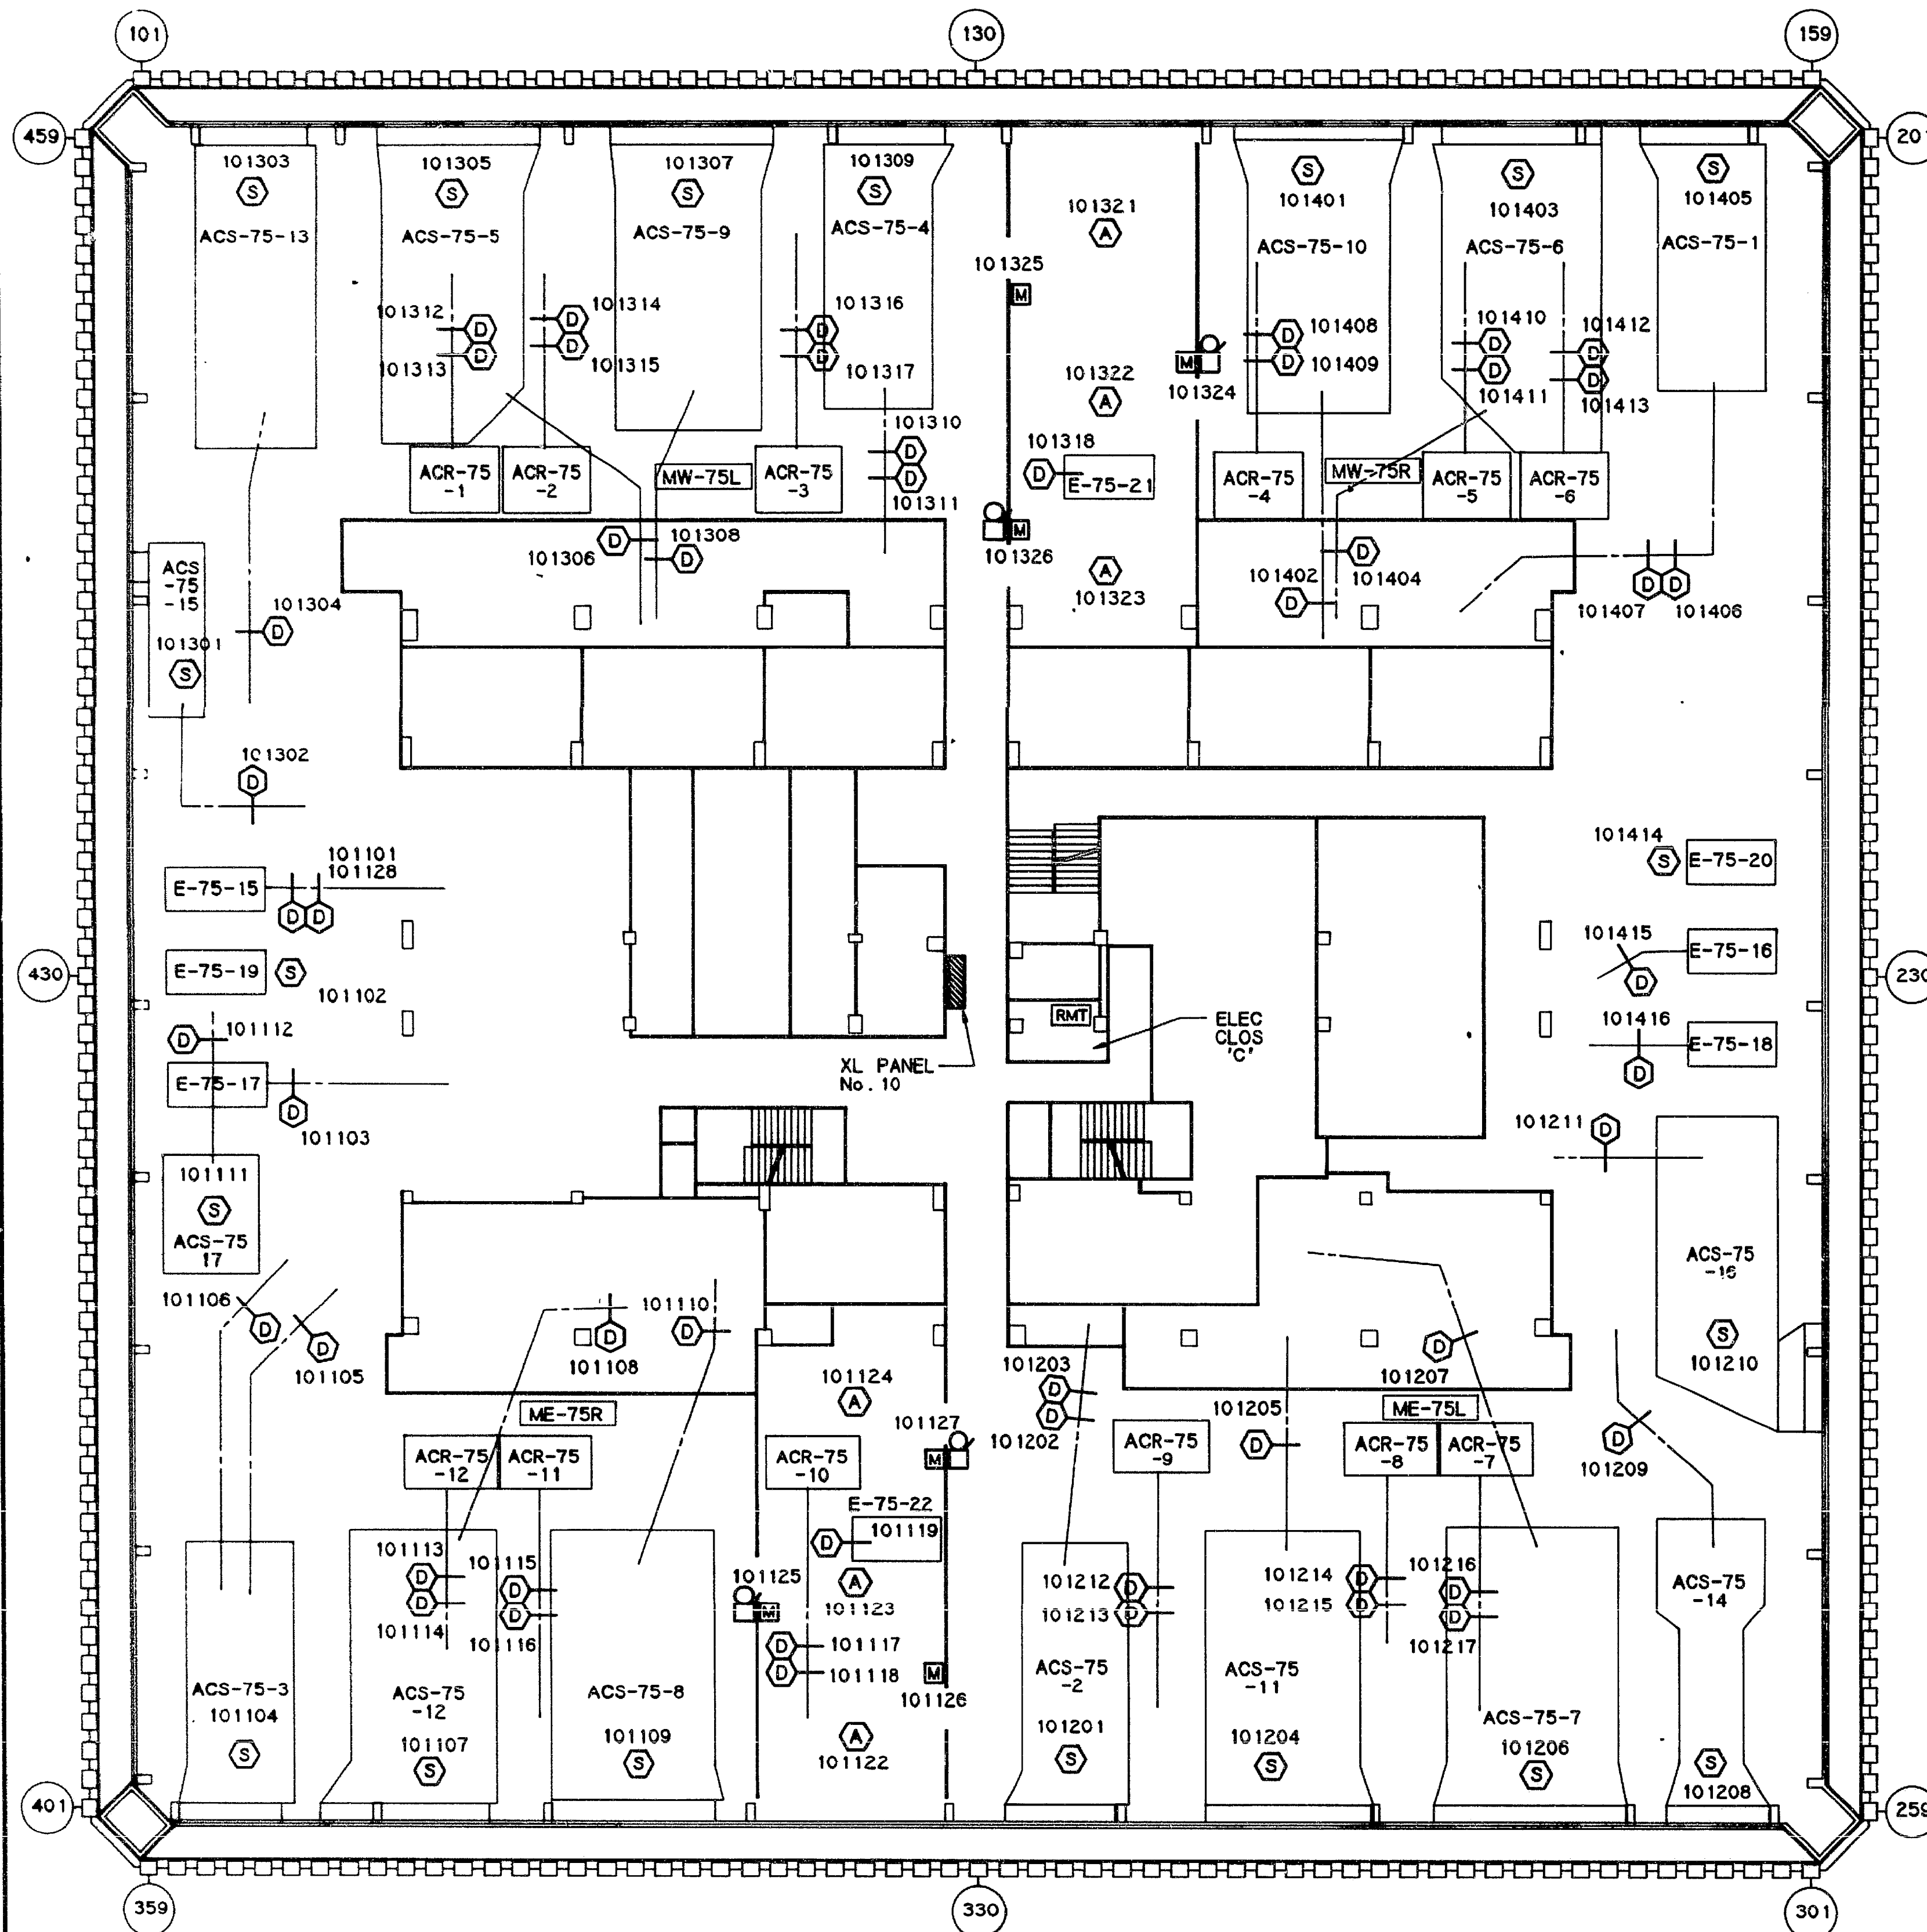 101
130
159
459
201
101303
S
ACS-75-13
101305
S
ACS-75-5
101307
S
ACS-75-9
101309
S
ACS-75-4
101321
A
S
101401
ACS-75-10
S
101403
ACS-75-6
S
101405
ACS-75-1
101325
M
101312
D
D
101313
D
101314
D
101315
101316
D
D
101317
M
101324
D
101408
D
101409
101410
D
D
101411
101412
D
D
101413
101322
A
101310
D
D
101311
101318
D
E-75-21
ACR-75
-1
ACR-75
-2
MW-75L
ACR-75
-3
ACR-75
-4
MW-75R
ACR-75
-5
ACR-75
-6
M
101326
D
101306
101308
D
A
101323
101402
D
D
101404
D
D
101407
101406
ACS
-75
-15
101301
S
101304
D
101302
D
E-75-15
101101
101128
D
D
101414
S
E-75-20
430
E-75-19
S
101102
101415
D
E-75-16
230
D
101112
RMT
ELEC
CLOS
'C'
101416
D
E-75-18
E-75-17
D
101103
XL PANEL
No. 10
101211
D
101111
S
ACS-75
17
ACS-75
-16
S
101210
101106
D
D
101105
D
101108
101110
D
101124
A
101203
D
D
101202
D
101207
ME-75R
ME-75L
101205
D
D
101209
101127
M
ACR-75
-12
ACR-75
-11
ACR-75
-10
ACR-75
-9
ACR-75
-8
ACR-75
-7
E-75-22
101119
D
101113
D
D
101114
101115
D
D
101116
101125
M
A
101123
D
101117
D
101118
M
101126
101212
D
101213
D
101214
D
101215
D
101216
D
D
101217
ACS-75
-14
ACS-75-3
101104
S
ACS-75
-12
101107
S
ACS-75-8
101109
S
A
101122
ACS-75
-2
101201
S
ACS-75
-11
101204
S
ACS-75-7
101206
S
S
101208
401
259
359
330
301